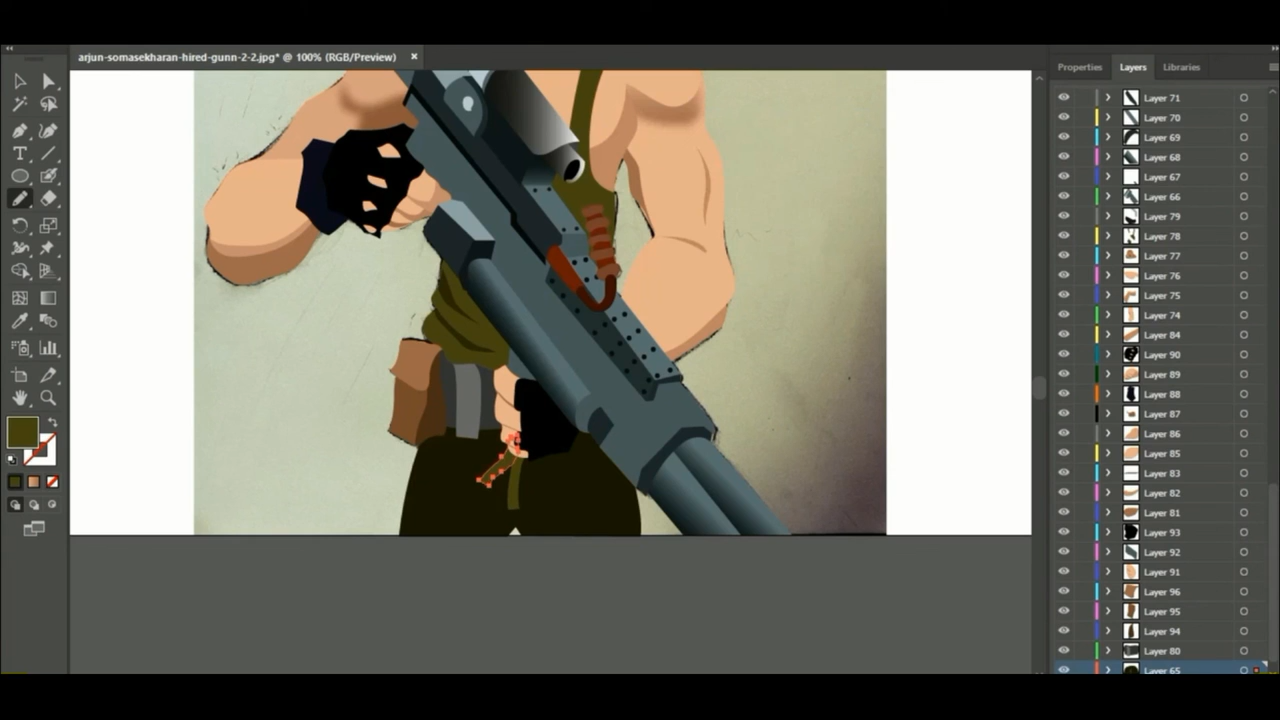 arjun-somasekharan-hired-gunn-2-2.jpg* @ 100% (RGB/Preview)
Properties
Layers
Libraries
Layer 71
Layer 70
Layer 69
Layer 68
Layer 67
Layer 66
Layer 79
Layer 78
Layer 77
Layer 76
Layer 75
Layer 74
Layer 84
Layer 90
Layer 89
Layer 88
Layer 87
Layer 86
Layer 85
Layer 83
Layer 82
Layer 81
Layer 93
Layer 92
Layer 91
Layer 96
Layer 95
Layer 94
Layer 80
Layer 65